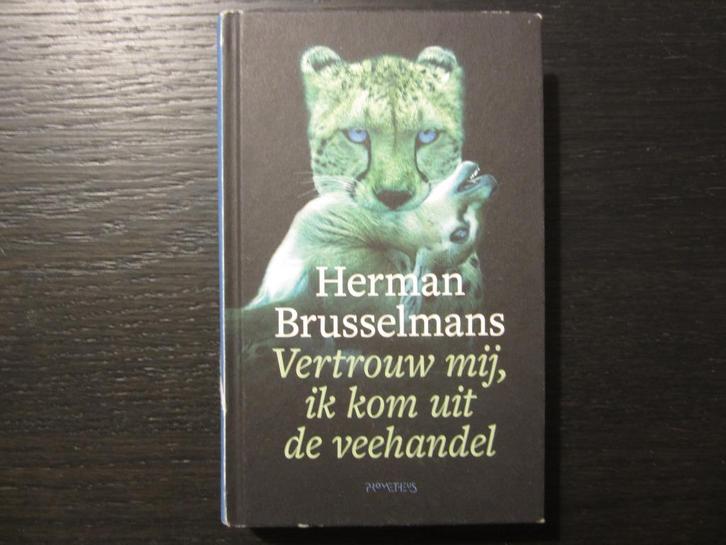 Herman
Brusselmans
Vertrouw mij,
ik kom uit
de veehandel
PROMETHEUS